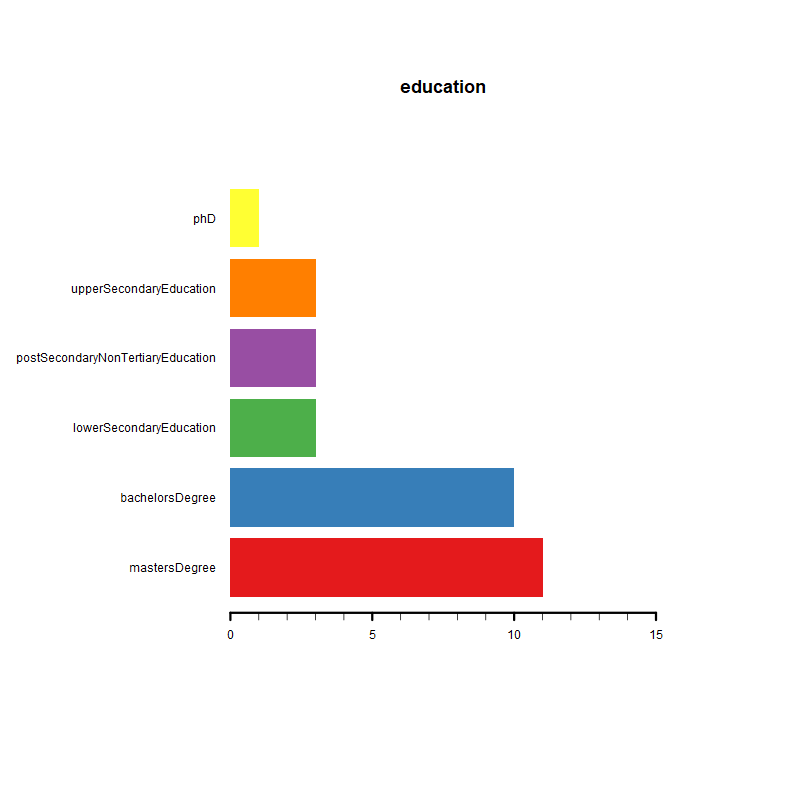 education
phD
upperSecondaryEducation
postSecondaryNonTertiaryEducation
lowerSecondaryEducation
bachelorsDegree
mastersDegree
0 5 10 15